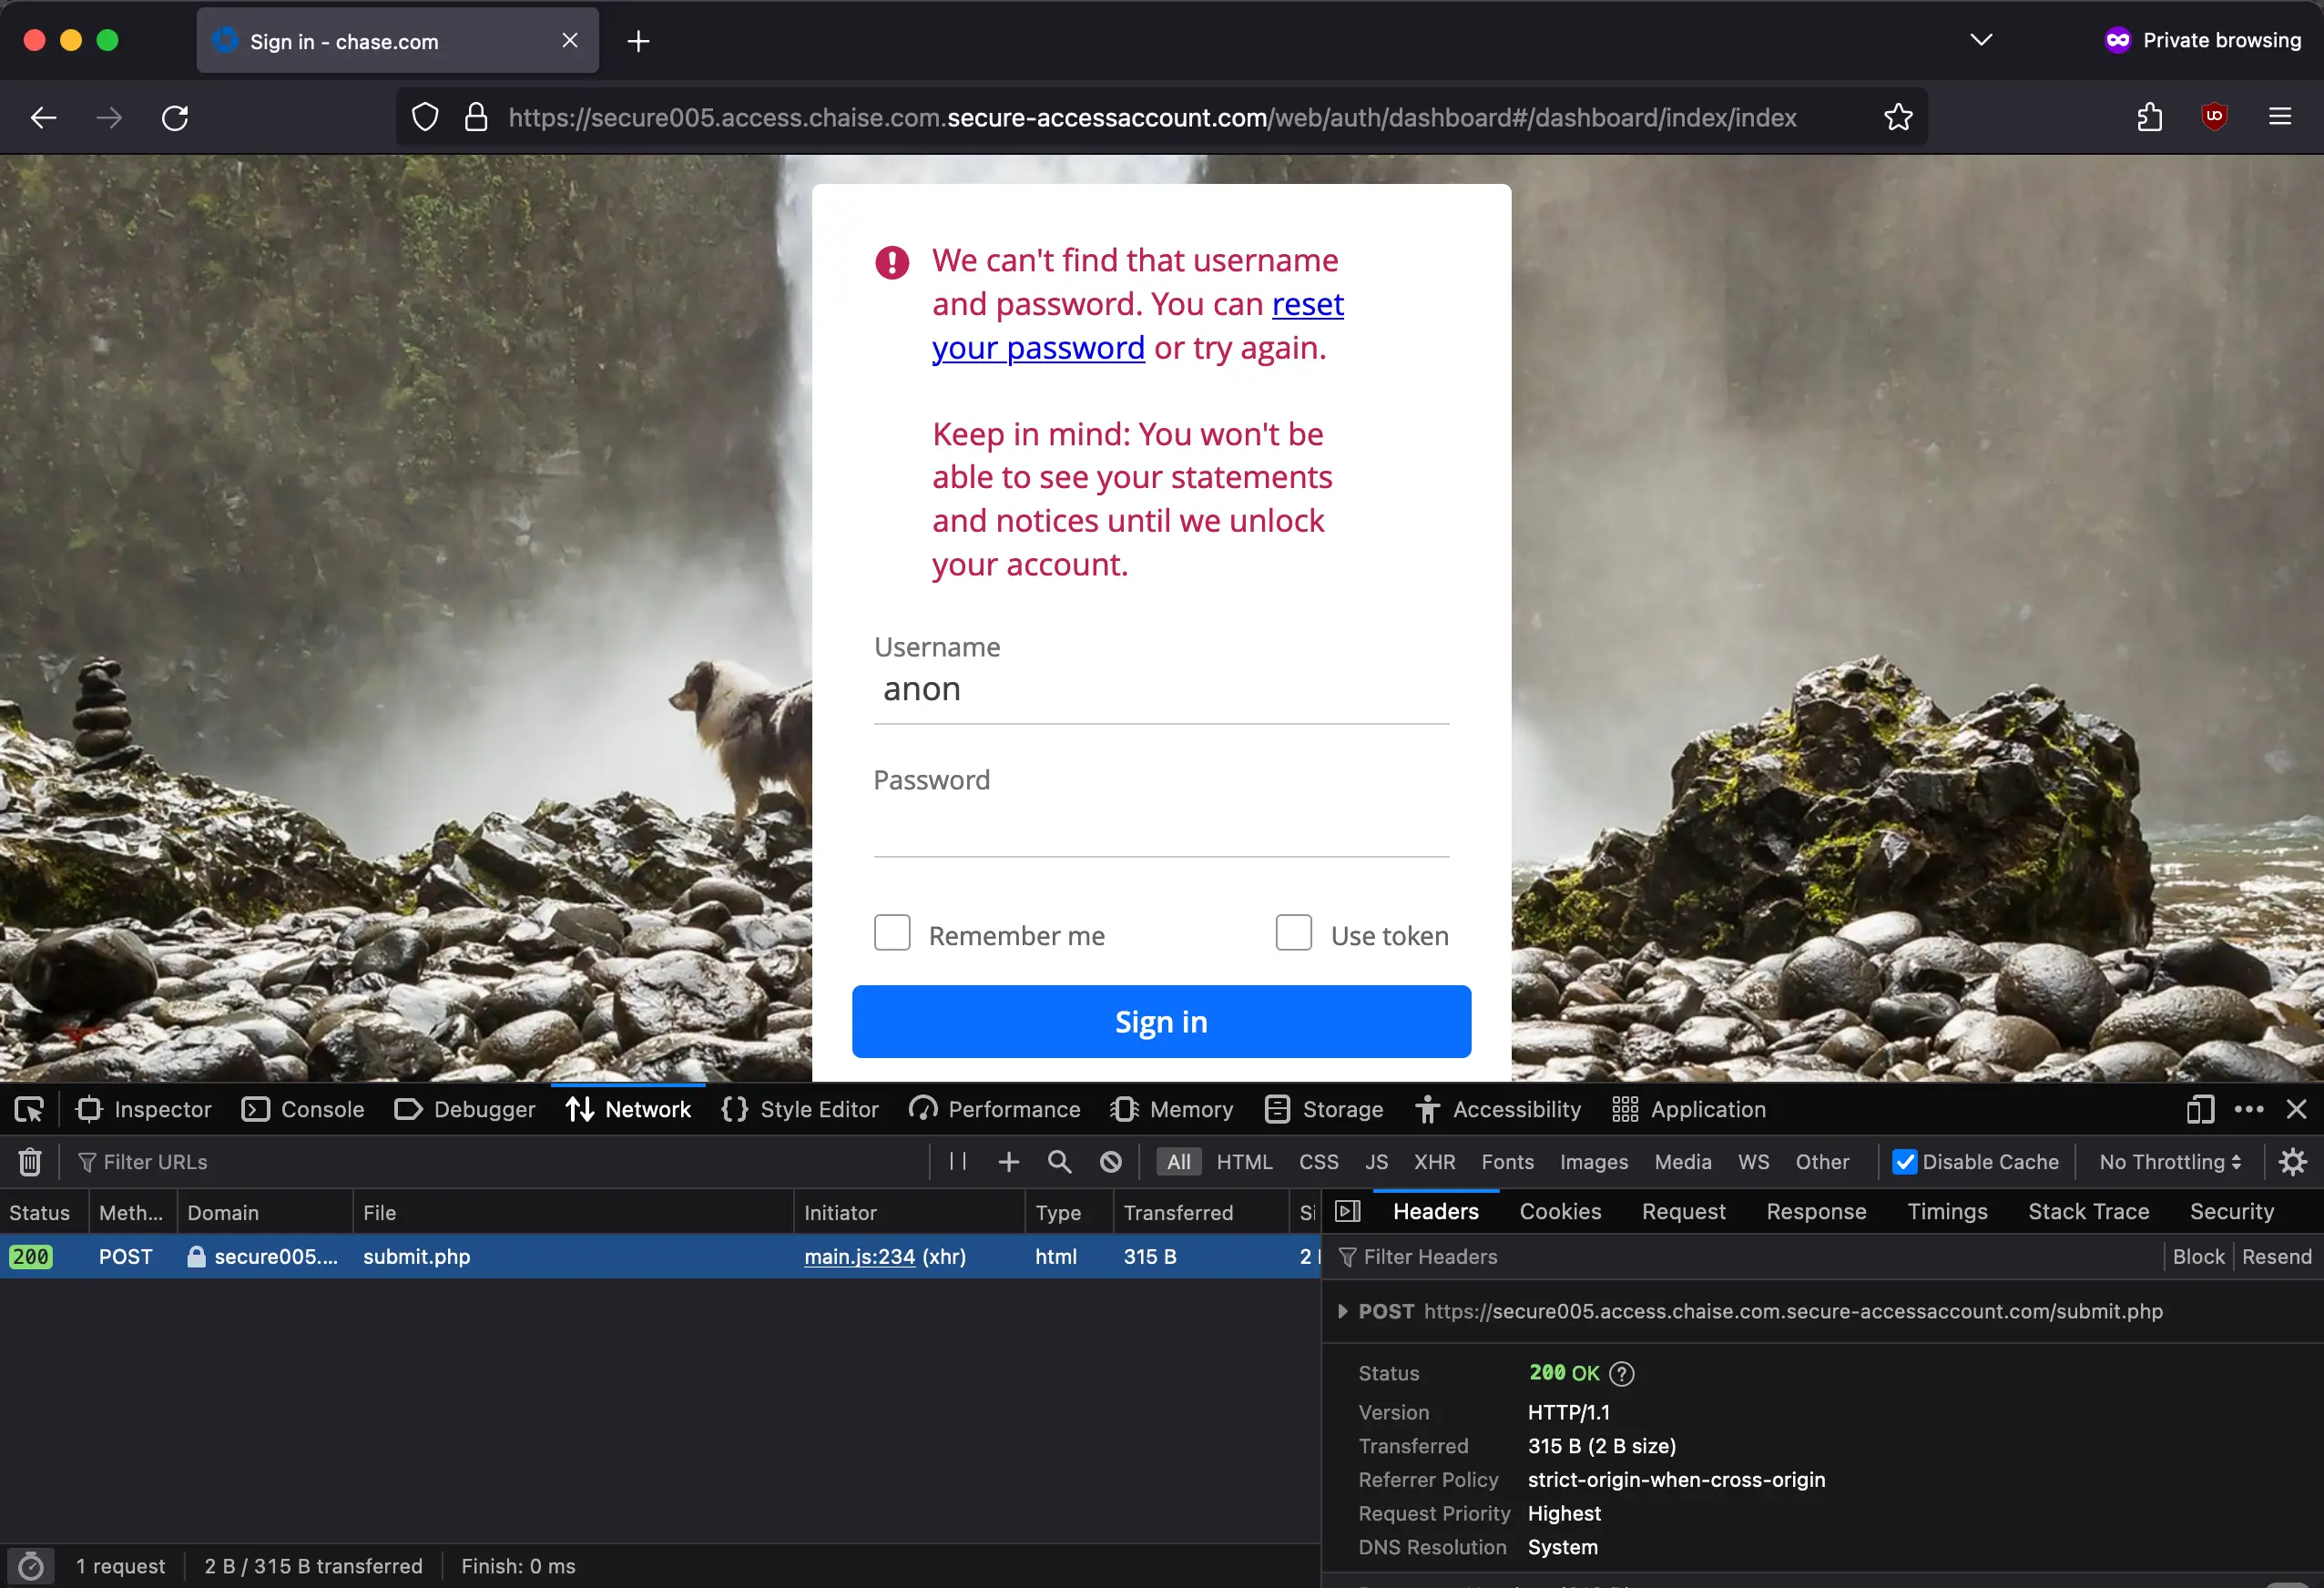 Sign in - chase.com
Private browsing
https://secure005.access.chaise.com.secure-accessaccount.com/web/auth/dashboard#/dashboard/index/index
We can't find that username
and password. You can reset
your password or try again.
Keep in mind: You won't be
able to see your statements
and notices until we unlock
your account.
Username
anon
Password
Remember me
Use token
Sign in
Inspector Console Debugger Network Style Editor Performance Memory Storage Accessibility Application
Filter URLs
All HTML CSS JS XHR Fonts Images Media WS Other Disable Cache No Throttling
Status Meth... Domain File Initiator Type Transferred
200 POST secure005.... submit.php main.js:234 (xhr) html 315 B 2
Headers Cookies Request Response Timings Stack Trace Security
Filter Headers Block Resend
POST https://secure005.access.chaise.com.secure-accessaccount.com/submit.php
Status 200 OK ?
Version HTTP/1.1
Transferred 315 B (2 B size)
Referrer Policy strict-origin-when-cross-origin
Request Priority Highest
DNS Resolution System
1 request 2 B / 315 B transferred Finish: 0 ms